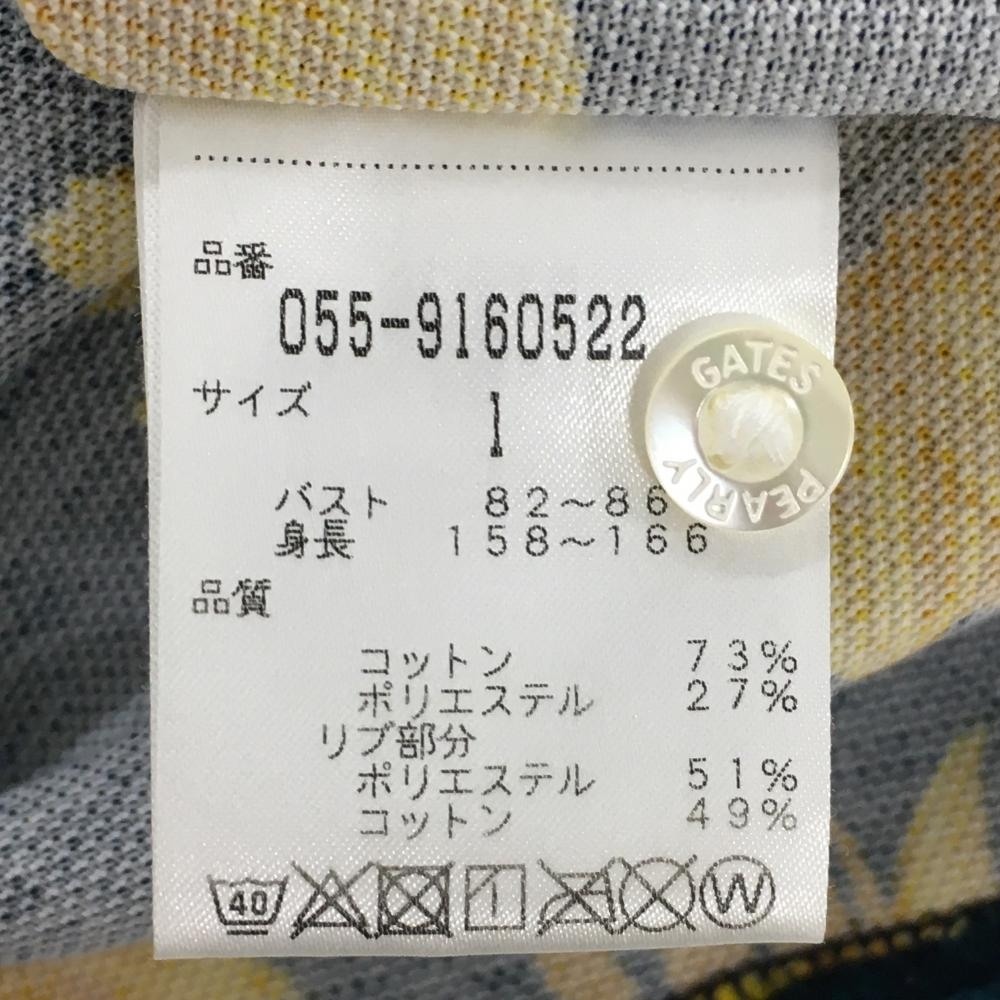 品番
055-9160522
サイズ
1
バスト 82～86
身長 158～166
品質
コットン 73%
ポリエステル 27%
リブ部分
ポリエステル 51%
コットン 49%
40
W
GATES
PEARLY